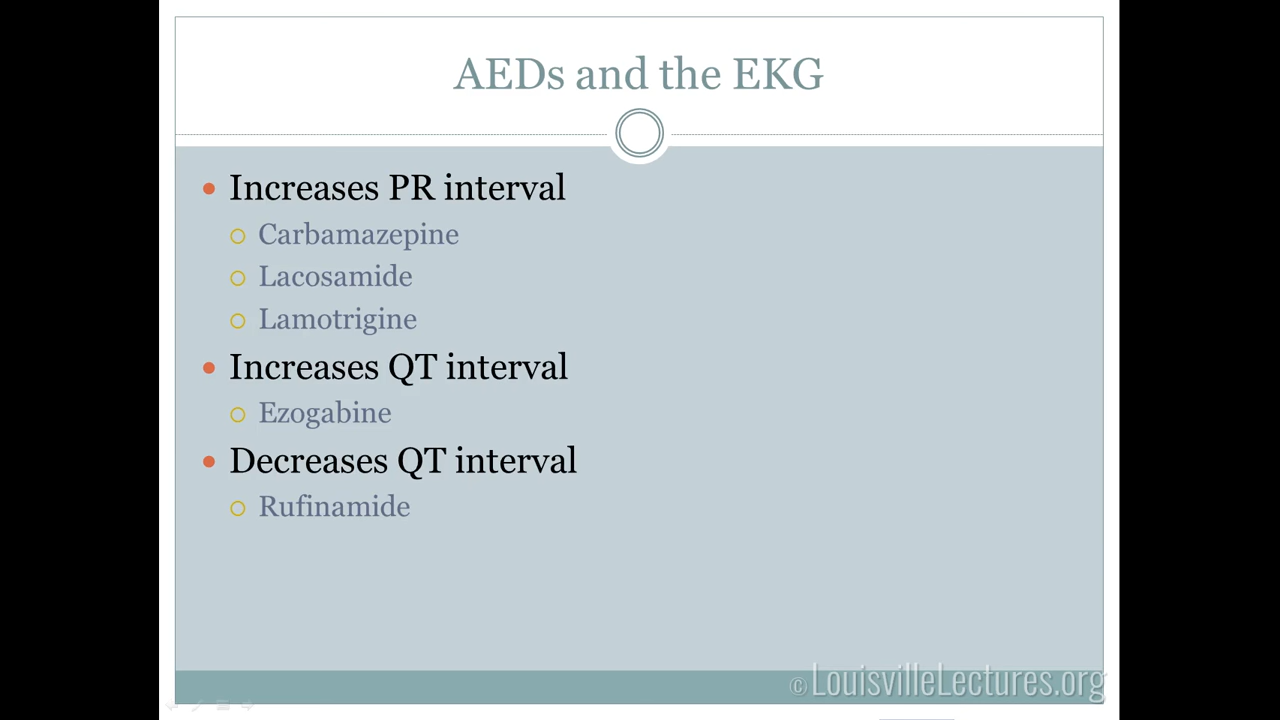 AEDs and the EKG
Increases PR interval
Carbamazepine
Lacosamide
Lamotrigine
Increases QT interval
Ezogabine
Decreases QT interval
Rufinamide
© LouisvilleLectures.org